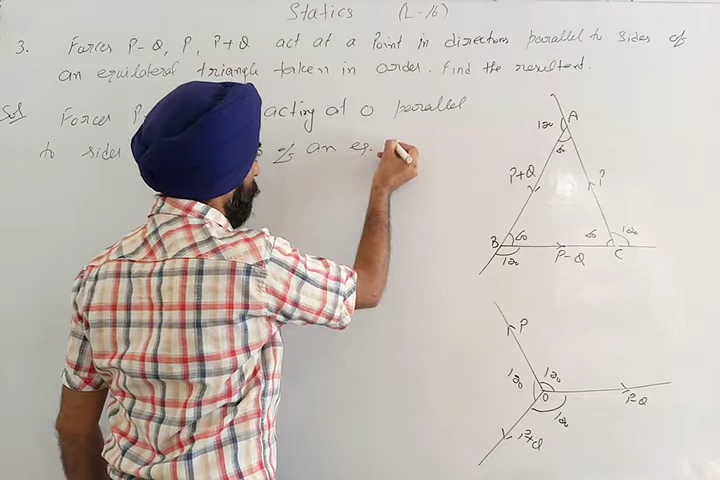 Statics (L-16)
3. Forces P-Q, P, P+Q act at a Point in directions parallel to sides of
an equilateral triangle taken in order. Find the resultant.
Sol Forces P acting at O parallel
to sides of an eq.
A
120
60
P+Q
P
B
60
60
120
120
P-Q
C
P
120
120
O
120
P-Q
P+Q